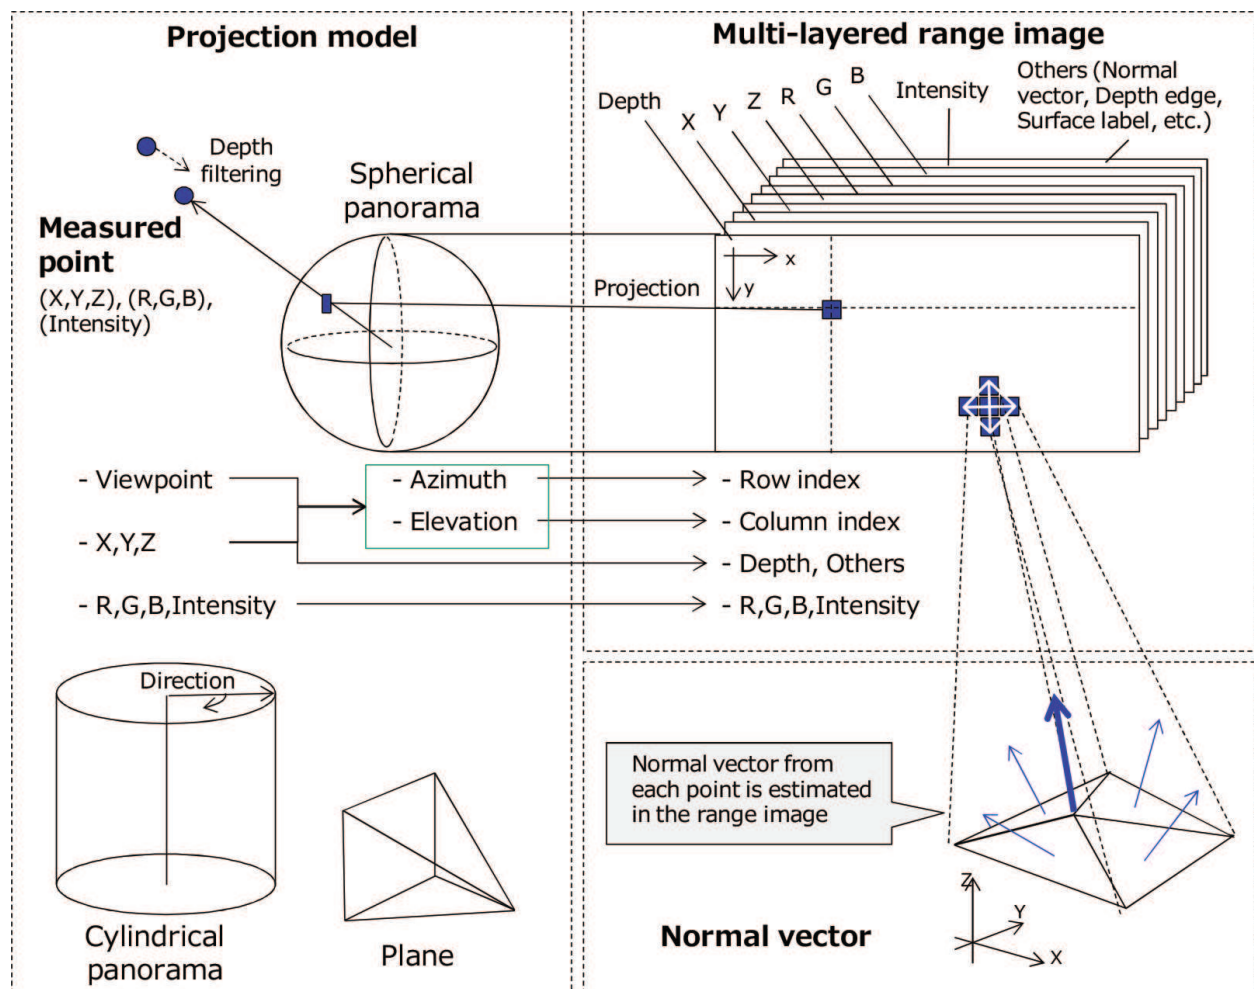 Projection model
Depth
filtering
Spherical
panorama
Measured
point
(X,Y,Z), (R,G,B),
(Intensity)
Projection
- Viewpoint
- X,Y,Z
- R,G,B,Intensity
- Azimuth
- Elevation
Direction
Cylindrical
panorama
Plane
Multi-layered range image
Depth
X
Y
Z
R
G
B
Intensity
Others (Normal
vector, Depth edge,
Surface label, etc.)
x
y
- Row index
- Column index
- Depth, Others
- R,G,B,Intensity
Normal vector from
each point is estimated
in the range image
Normal vector
Z
Y
X